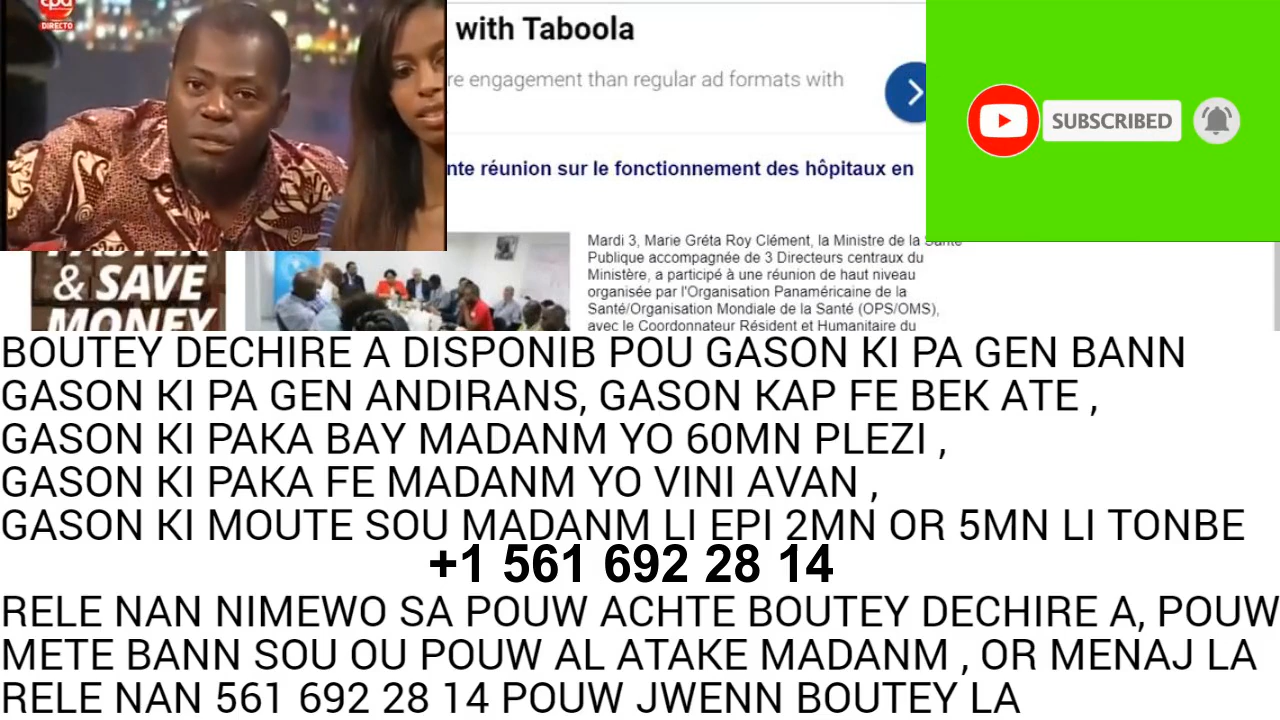 cpa
DIRECTO
with Taboola
re engagement than regular ad formats with
SUBSCRIBED
nte réunion sur le fonctionnement des hôpitaux en
Mardi 3, Marie Gréta Roy Clément, la Ministre de la Santé
Publique accompagnée de 3 Directeurs centraux du
Ministère, a participé à une réunion de haut niveau
organisée par l'Organisation Panaméricaine de la
Santé/Organisation Mondiale de la Santé (OPS/OMS),
avec le Coordonnateur Résident et Humanitaire du
FASTER
& SAVE
MONEY
BOUTEY DECHIRE A DISPONIB POU GASON KI PA GEN BANN
GASON KI PA GEN ANDIRANS, GASON KAP FE BEK ATE ,
GASON KI PAKA BAY MADANM YO 60MN PLEZI ,
GASON KI PAKA FE MADANM YO VINI AVAN ,
GASON KI MOUTE SOU MADANM LI EPI 2MN OR 5MN LI TONBE
+1 561 692 28 14
RELE NAN NIMEWO SA POUW ACHTE BOUTEY DECHIRE A, POUW
METE BANN SOU OU POUW AL ATAKE MADANM , OR MENAJ LA
RELE NAN 561 692 28 14 POUW JWENN BOUTEY LA